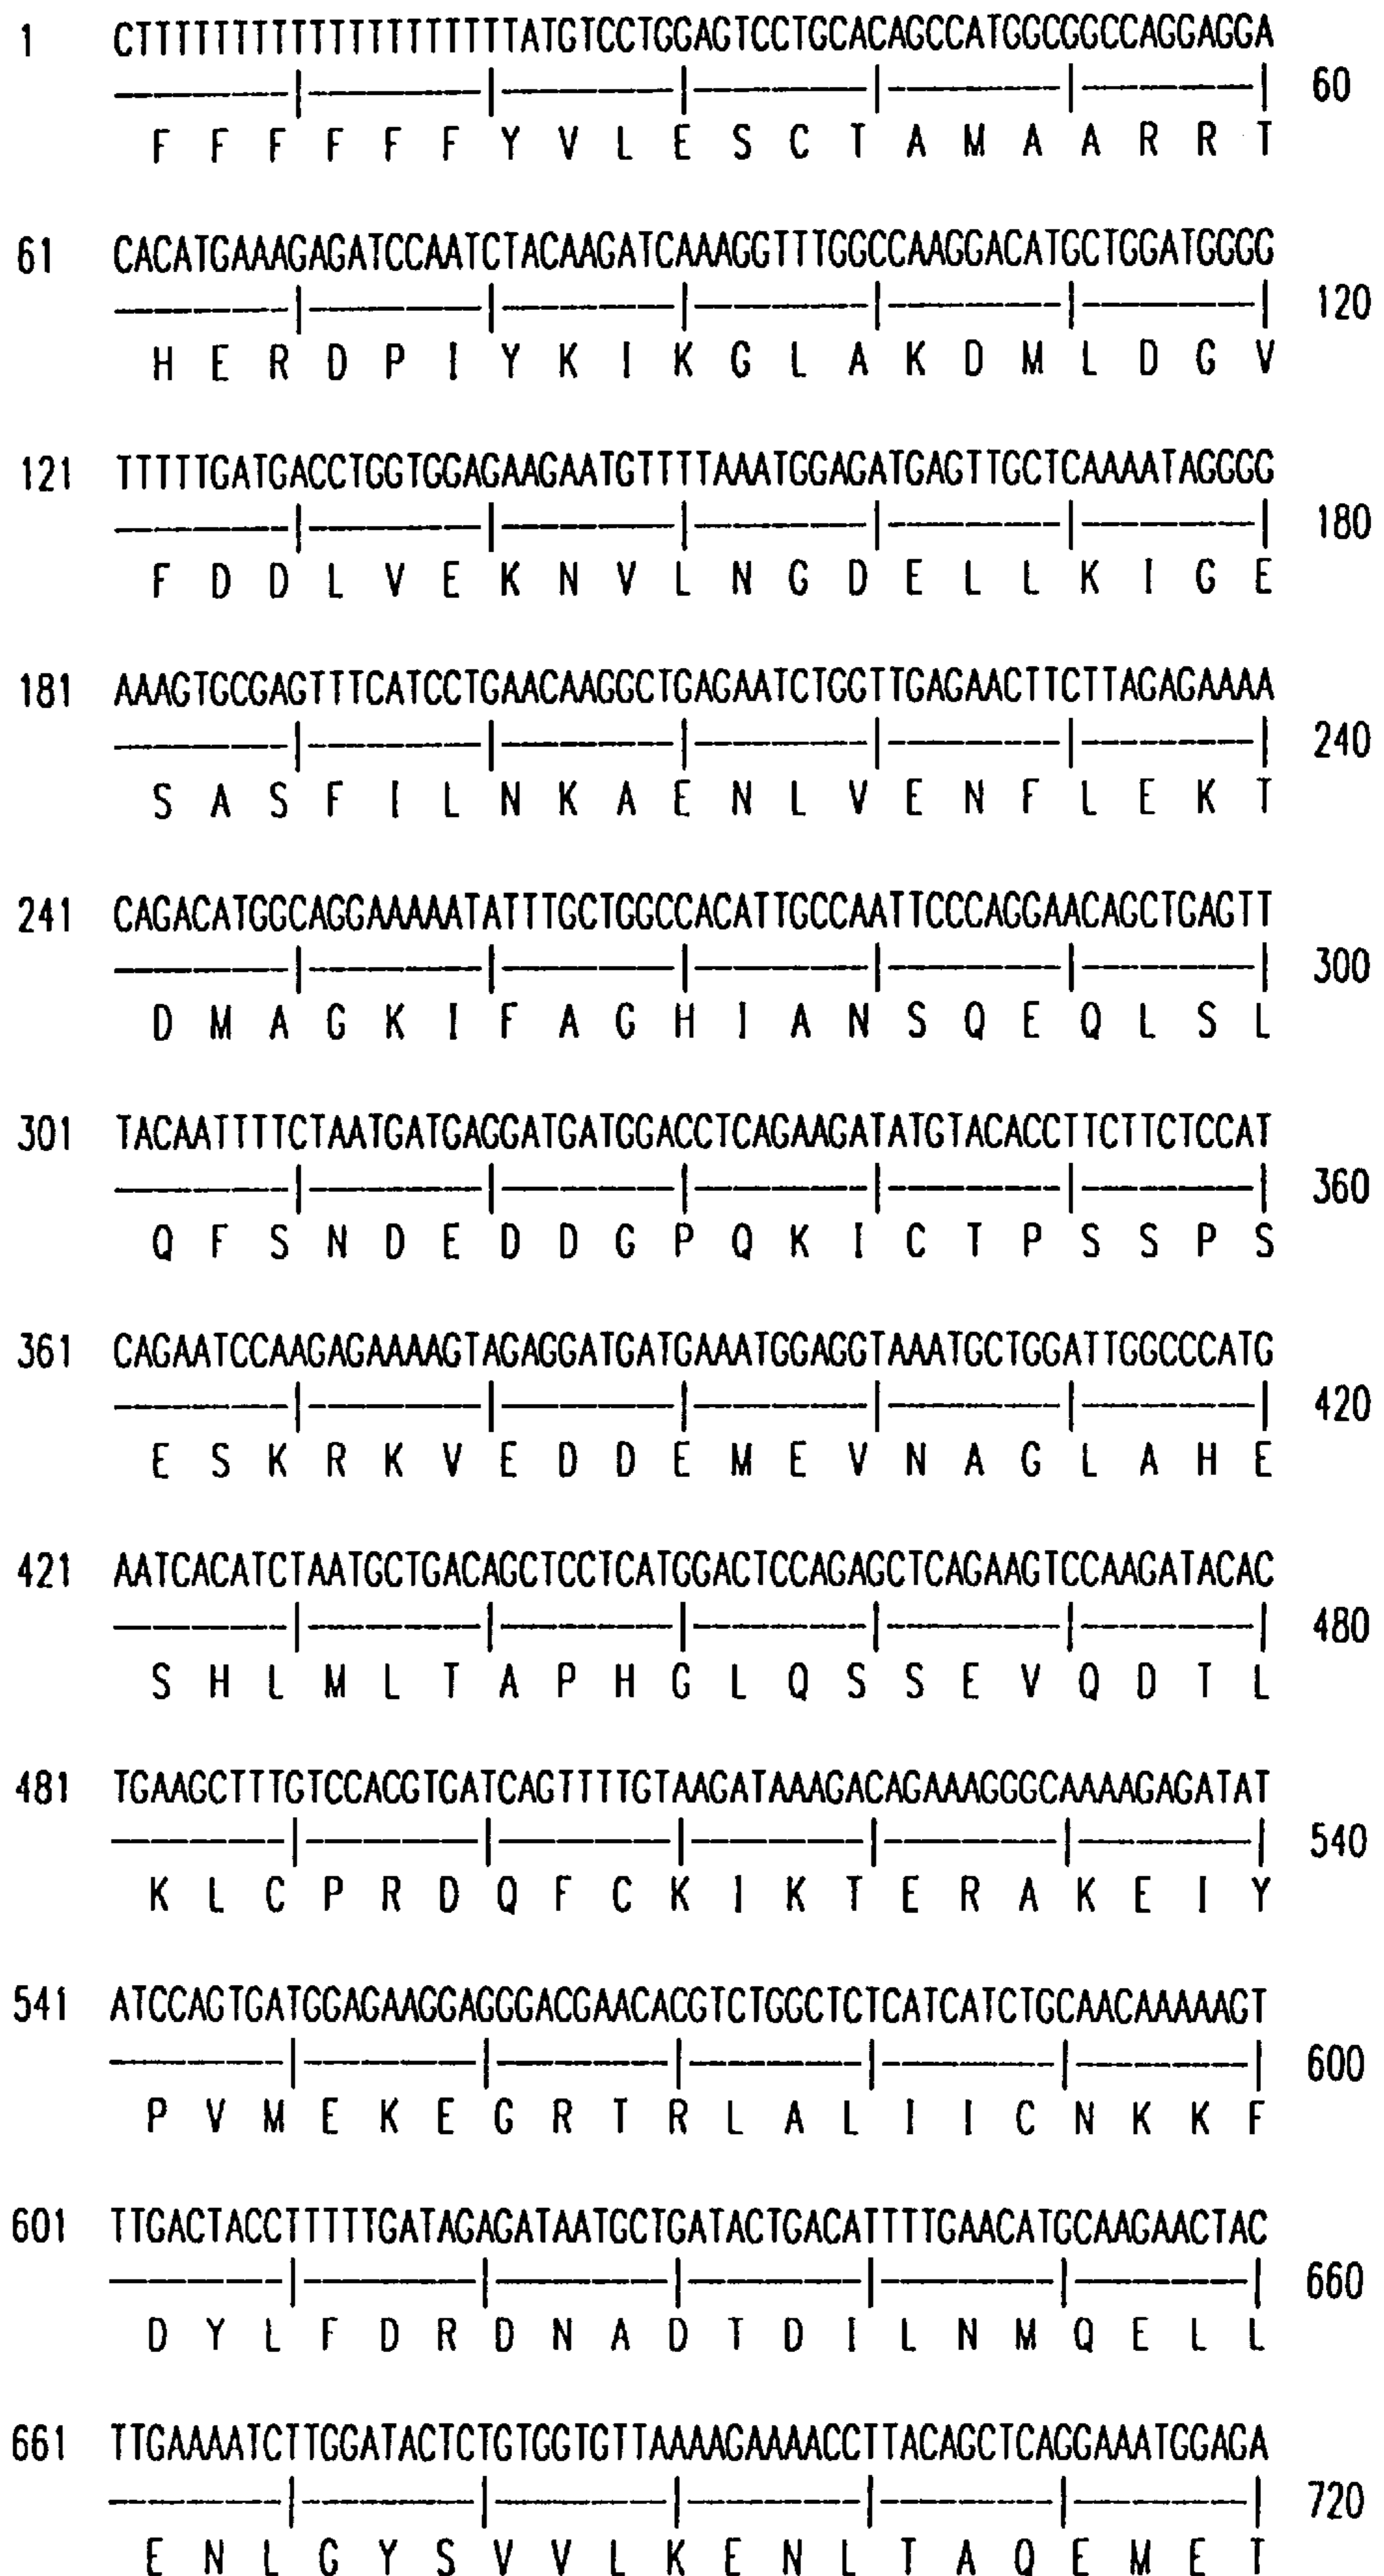 1 CTTTTTTTTTTTTTTTTTTTTATGTCCTGGAGTCCTGCACAGCCATGGCGGCCAGGAGGA
60
F F F F F F Y V L E S C T A M A A R R T
61 CACATGAAAGAGATCCAATCTACAAGATCAAAGGTTTGGCCAAGGACATGCTGGATGGGG
120
H E R D P I Y K I K G L A K D M L D G V
121 TTTTTGATGACCTGGTGGAGAAGAATGTTTTAAATGGAGATGAGTTGCTCAAAATAGGGG
180
F D D L V E K N V L N G D E L L K I G E
181 AAAGTGCGAGTTTCATCCTGAACAAGGCTGAGAATCTGGTTGAGAACTTCTTAGAGAAAA
240
S A S F I L N K A E N L V E N F L E K T
241 CAGACATGGCAGGAAAAATATTTGCTGGCCACATTGCCAATTCCCAGGAACAGCTGAGTT
300
D M A G K I F A G H I A N S Q E Q L S L
301 TACAATTTTCTAATGATGAGGATGATGGACCTCAGAAGATATGTACACCTTCTTCTCCAT
360
Q F S N D E D D G P Q K I C T P S S P S
361 CAGAATCCAAGAGAAAAGTAGAGGATGATGAAATGGAGGTAAATGCTGGATTGGCCCATG
420
E S K R K V E D D E M E V N A G L A H E
421 AATCACATCTAATGCTGACAGCTCCTCATGGACTCCAGAGCTCAGAAGTCCAAGATACAC
480
S H L M L T A P H G L Q S S E V Q D T L
481 TGAAGCTTTGTCCACGTGATCAGTTTTGTAAGATAAAGACAGAAAGGGCAAAAGAGATAT
540
K L C P R D Q F C K I K T E R A K E I Y
541 ATCCAGTGATGGAGAAGGAGGGACGAACACGTCTGGCTCTCATCATCTGCAACAAAAAGT
600
P V M E K E G R T R L A L I I C N K K F
601 TTGACTACCTTTTTGATAGAGATAATGCTGATACTGACATTTTGAACATGCAAGAACTAC
660
D Y L F D R D N A D T D I L N M Q E L L
661 TTGAAAATCTTGGATACTCTGTGGTGTTAAAAGAAAACCTTACAGCTCAGGAAATGGAGA
720
E N L G Y S V V L K E N L T A Q E M E T